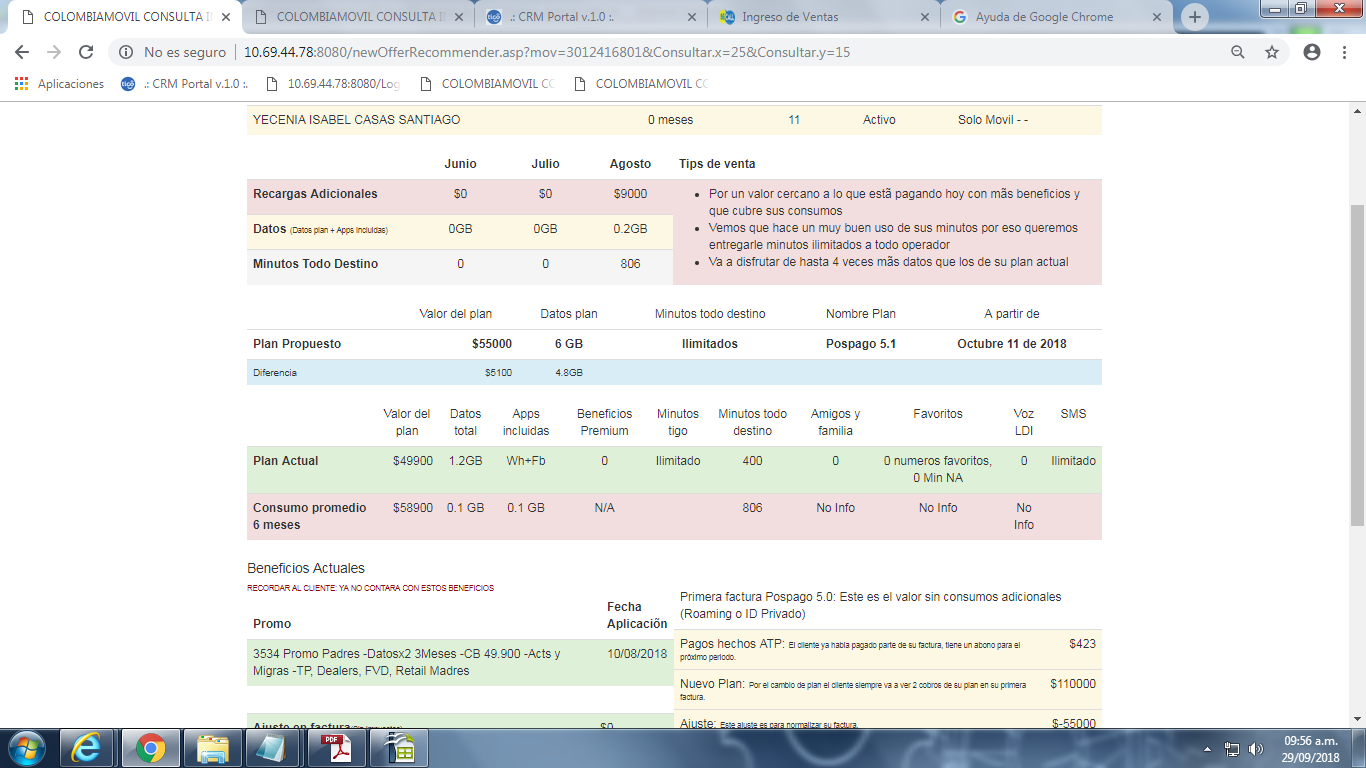 COLOMBIAMOVIL CONSULTA I
COLOMBIAMOVIL CONSULTA I
.: CRM Portal v.1.0 :.
Ingreso de Ventas
Ayuda de Google Chrome
No es seguro | 10.69.44.78:8080/newOfferRecommender.asp?mov=3012416801&Consultar.x=25&Consultar.y=15
Aplicaciones .: CRM Portal v.1.0 :. 10.69.44.78:8080/Log COLOMBIAMOVIL CO COLOMBIAMOVIL CO
YECENIA ISABEL CASAS SANTIAGO 0 meses 11 Activo Solo Movil - -
Junio Julio Agosto Tips de venta
Recargas Adicionales $0 $0 $9000
Datos (Datos plan + Apps Incluidas) 0GB 0GB 0.2GB
Minutos Todo Destino 0 0 806
Por un valor cercano a lo que estã pagando hoy con mãs beneficios y
que cubre sus consumos
Vemos que hace un muy buen uso de sus minutos por eso queremos
entregarle minutos ilimitados a todo operador
Va a disfrutar de hasta 4 veces mãs datos que los de su plan actual
Valor del plan Datos plan Minutos todo destino Nombre Plan A partir de
Plan Propuesto $55000 6 GB Ilimitados Pospago 5.1 Octubre 11 de 2018
Diferencia $5100 4.8GB
Valor del Datos Apps Beneficios Minutos Minutos todo Amigos y Favoritos Voz SMS
plan total incluidas Premium tigo destino familia LDI
Plan Actual $49900 1.2GB Wh+Fb 0 Ilimitado 400 0 0 numeros favoritos, 0 Ilimitado
0 Min NA
Consumo promedio $58900 0.1 GB 0.1 GB N/A 806 No Info No Info No
6 meses Info
Beneficios Actuales
RECORDAR AL CLIENTE: YA NO CONTARA CON ESTOS BENEFICIOS
Promo Fecha
Aplicaciõn
3534 Promo Padres -Datosx2 3Meses -CB 49.900 -Acts y 10/08/2018
Migras -TP, Dealers, FVD, Retail Madres
Ajuste en factura $0
Primera factura Pospago 5.0: Este es el valor sin consumos adicionales
(Roaming o ID Privado)
Pagos hechos ATP: El cliente ya habia pagado parte de su factura, tiene un abono para el $423
próximo periodo.
Nuevo Plan: Por el cambio de plan el cliente siempre va a ver 2 cobros de su plan en su primera $110000
factura.
Ajuste: Este ajuste es para normalizar su factura. $-55000
PDF
09:56 a.m.
29/09/2018